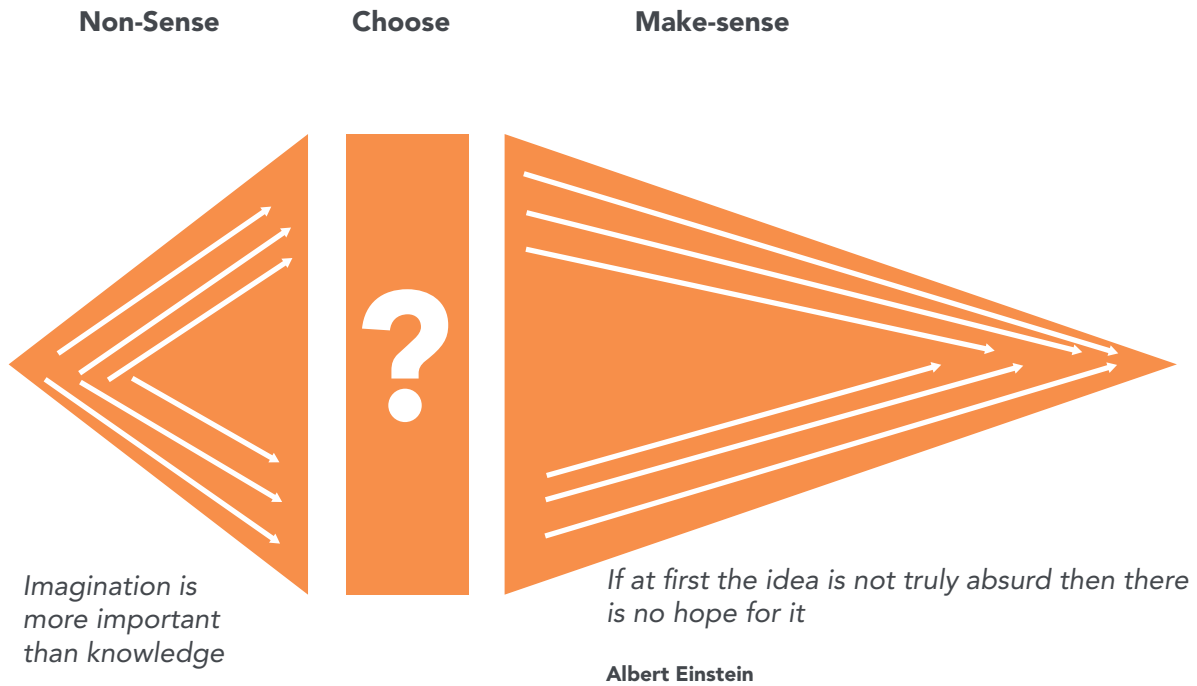 Non-Sense
Choose
Make-sense
?
Imagination is
more important
than knowledge
If at first the idea is not truly absurd then there
is no hope for it
Albert Einstein